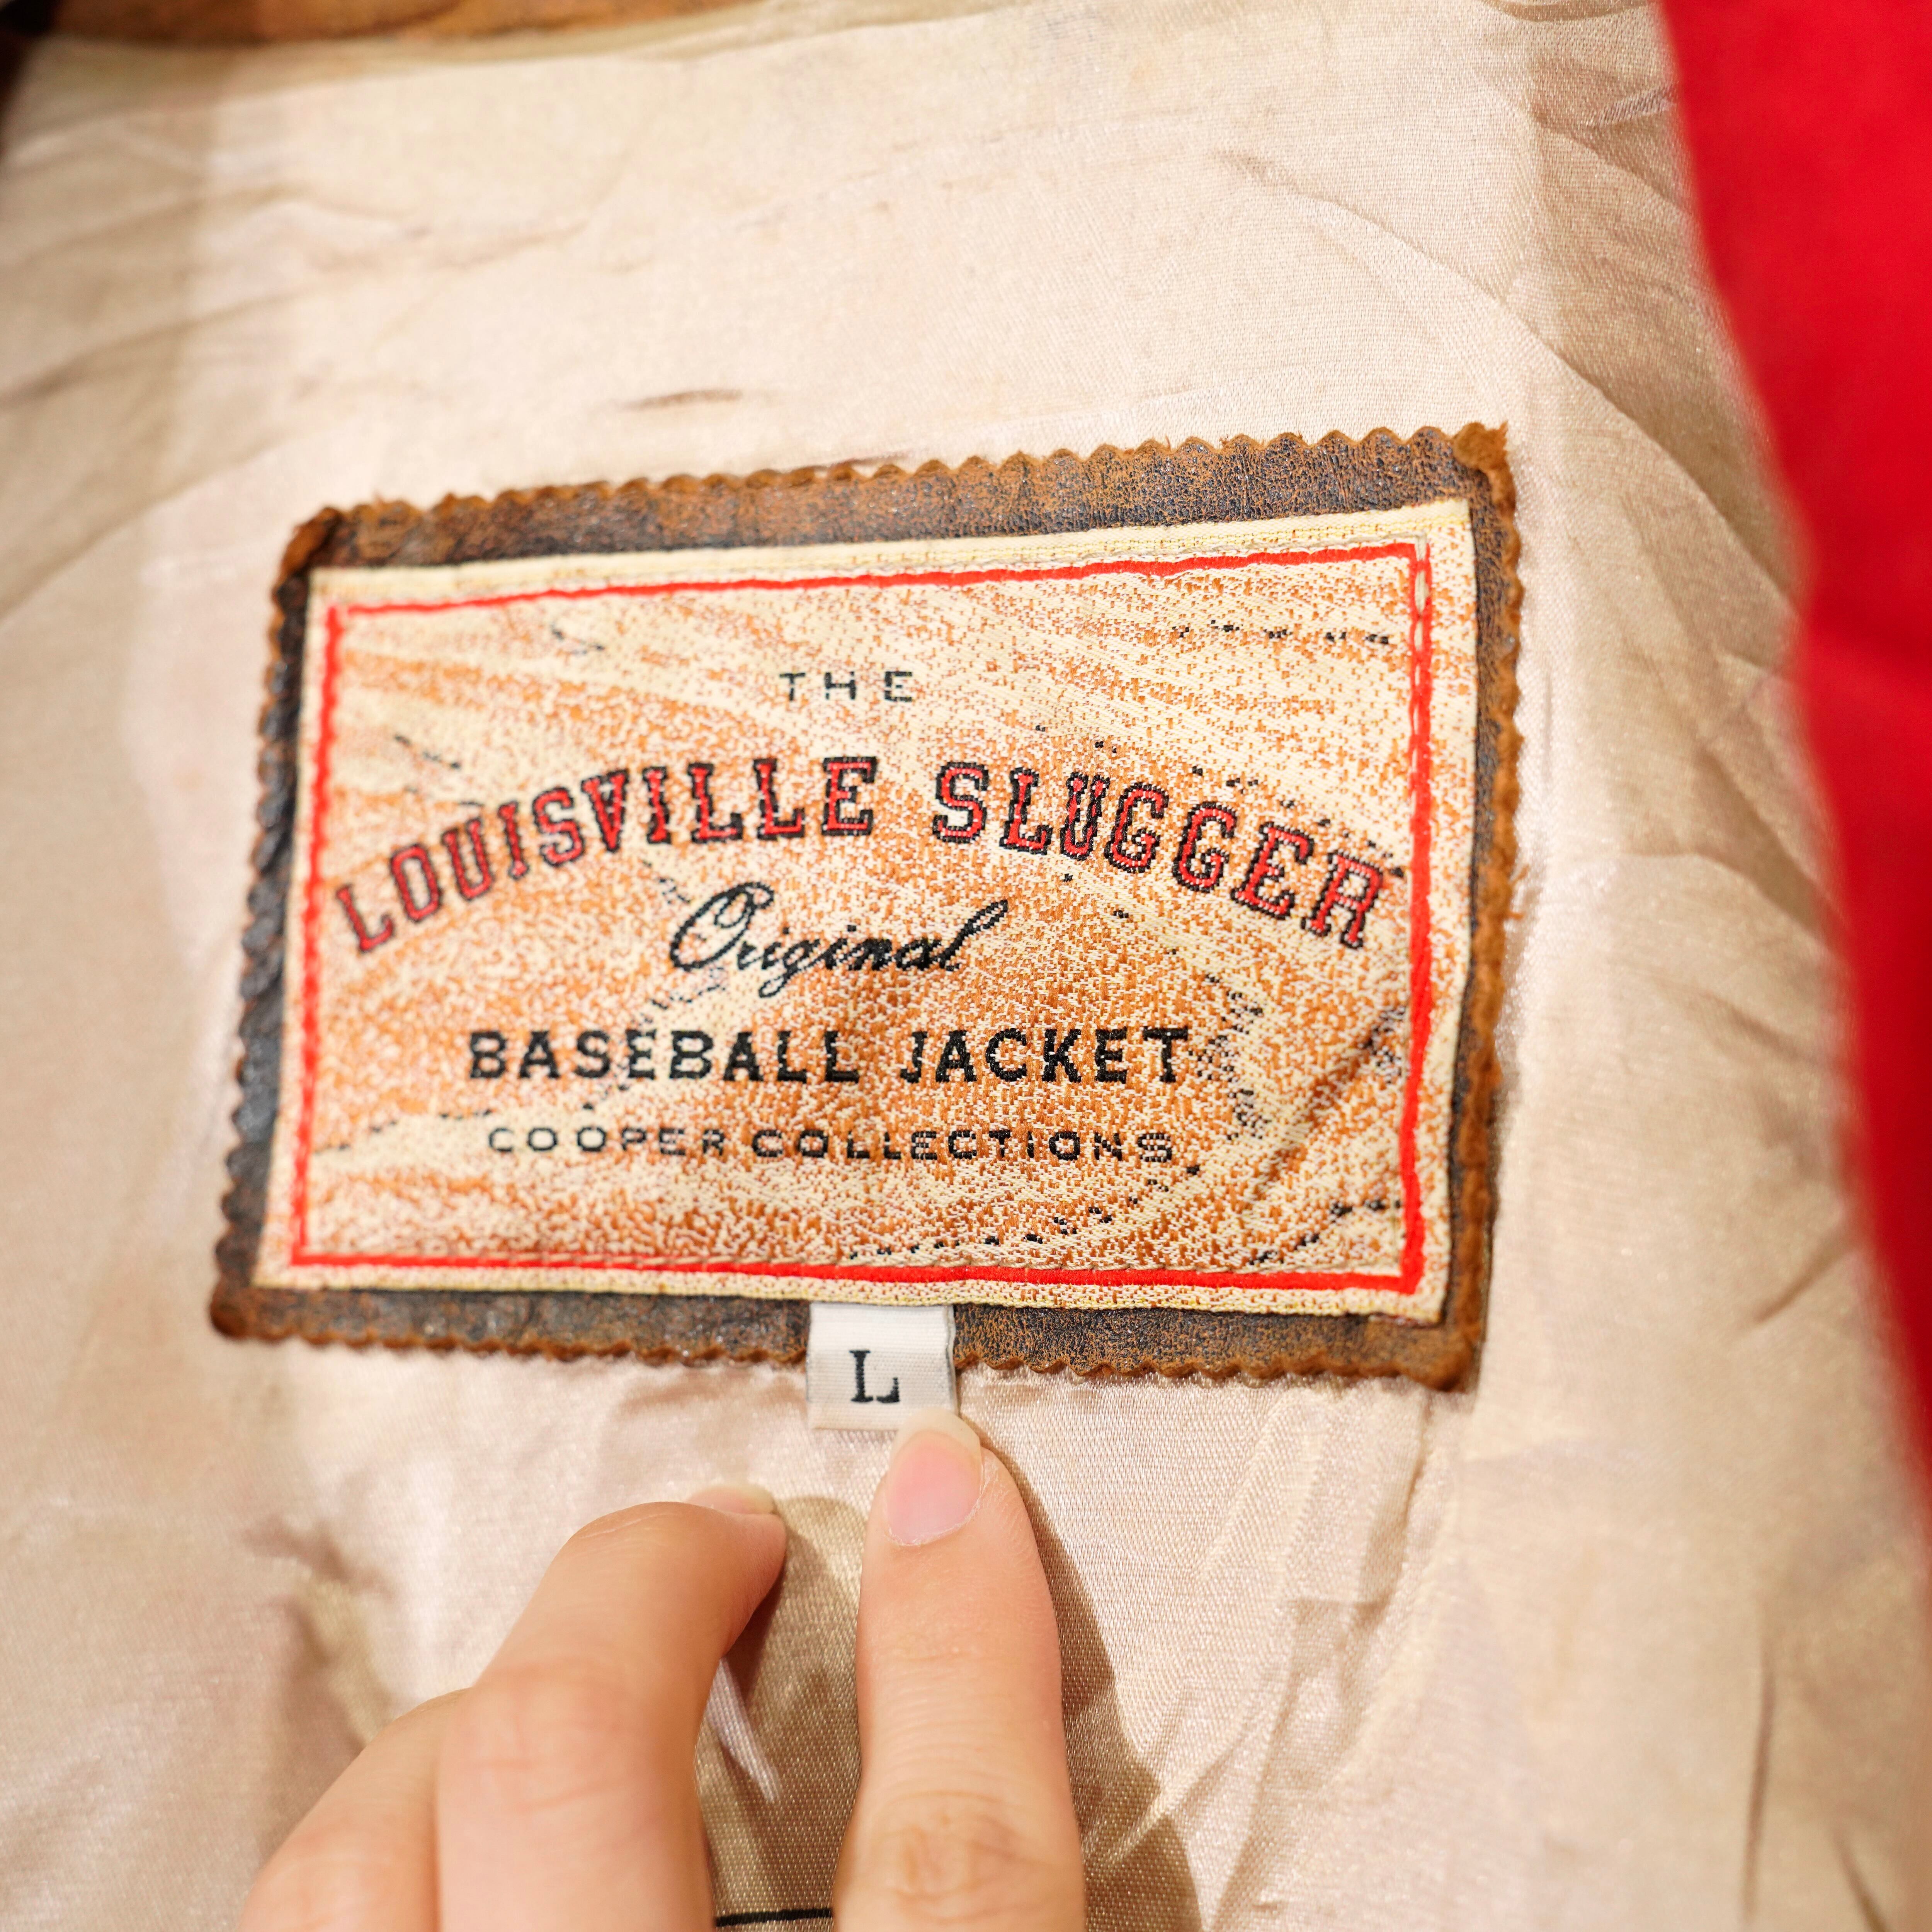 THE
LOUISVILLE SLUGGER
Original
BASEBALL JACKET
COOPER COLLECTIONS
L